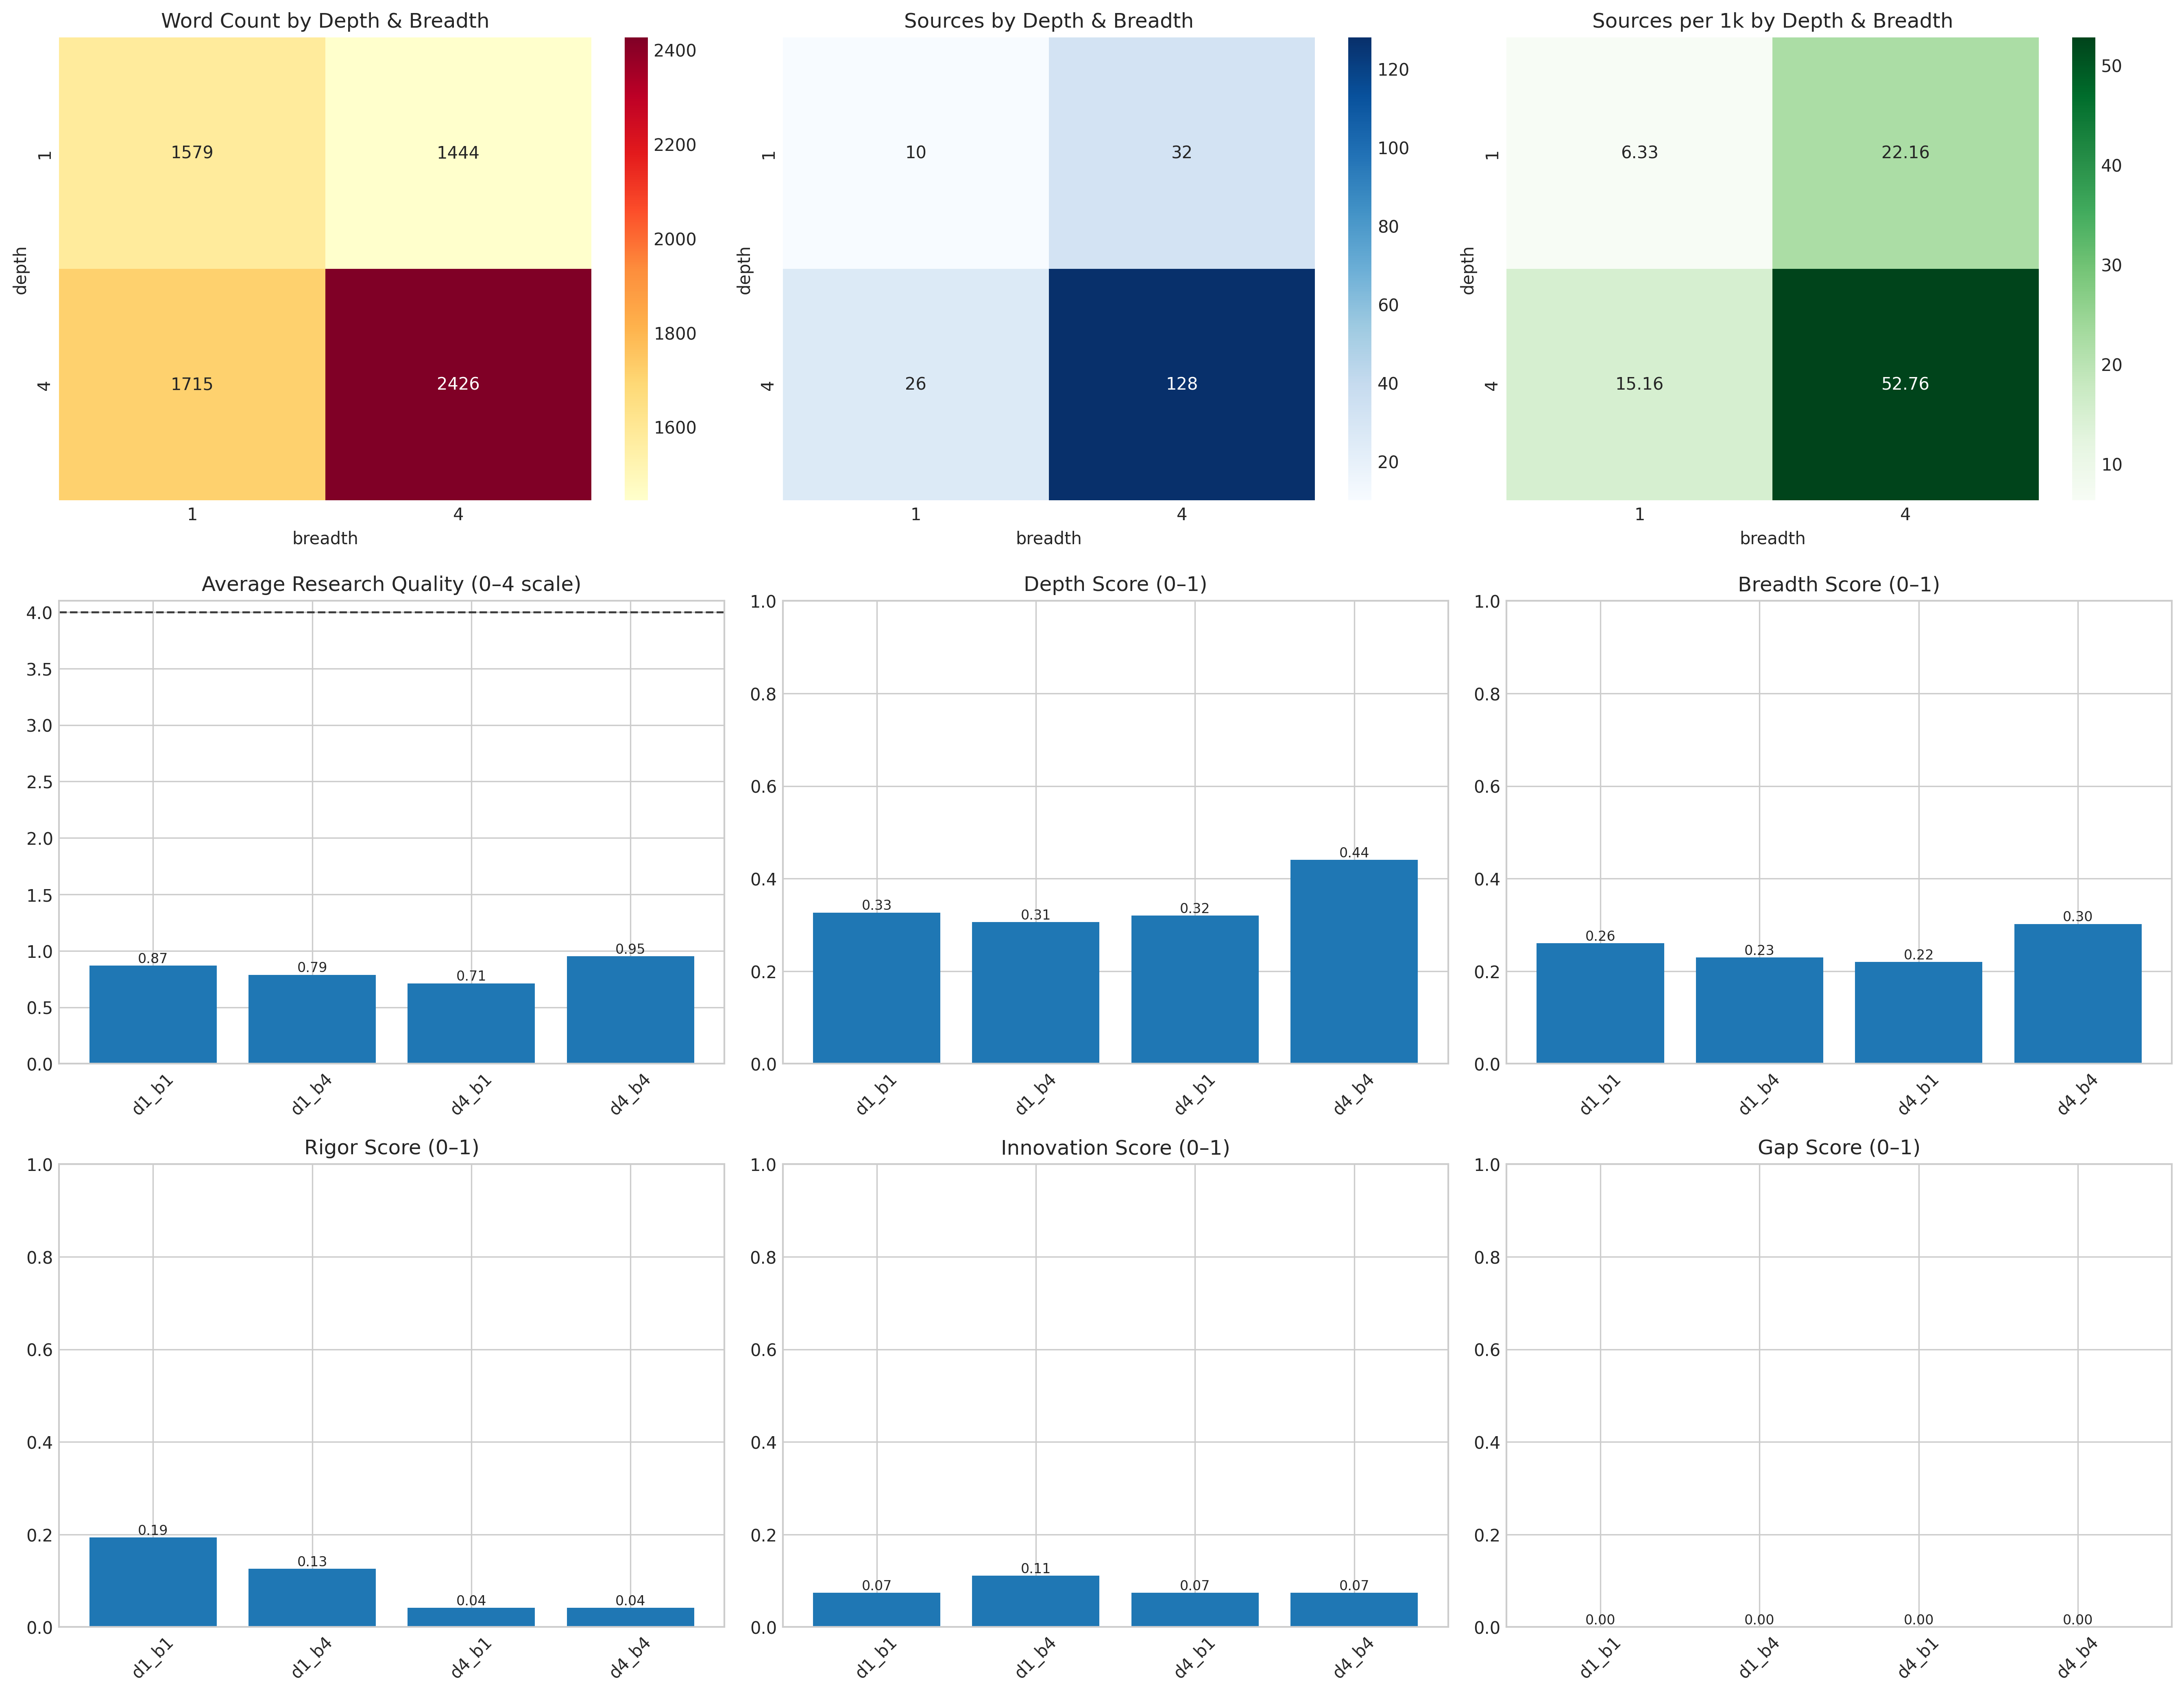 Word Count by Depth & Breadth
1579
1444
1715
2426
1
4
depth
1
4
breadth
2400
2200
2000
1800
1600
Sources by Depth & Breadth
10
32
26
128
1
4
depth
1
4
breadth
120
100
80
60
40
20
Sources per 1k by Depth & Breadth
6.33
22.16
15.16
52.76
1
4
depth
1
4
breadth
50
40
30
20
10
Average Research Quality (0–4 scale)
4.0
3.5
3.0
2.5
2.0
1.5
1.0
0.5
0.0
0.87
0.79
0.71
0.95
d1_b1
d1_b4
d4_b1
d4_b4
Depth Score (0–1)
1.0
0.8
0.6
0.4
0.2
0.0
0.33
0.31
0.32
0.44
d1_b1
d1_b4
d4_b1
d4_b4
Breadth Score (0–1)
1.0
0.8
0.6
0.4
0.2
0.0
0.26
0.23
0.22
0.30
d1_b1
d1_b4
d4_b1
d4_b4
Rigor Score (0–1)
1.0
0.8
0.6
0.4
0.2
0.0
0.19
0.13
0.04
0.04
d1_b1
d1_b4
d4_b1
d4_b4
Innovation Score (0–1)
1.0
0.8
0.6
0.4
0.2
0.0
0.07
0.11
0.07
0.07
d1_b1
d1_b4
d4_b1
d4_b4
Gap Score (0–1)
1.0
0.8
0.6
0.4
0.2
0.0
0.00
0.00
0.00
0.00
d1_b1
d1_b4
d4_b1
d4_b4